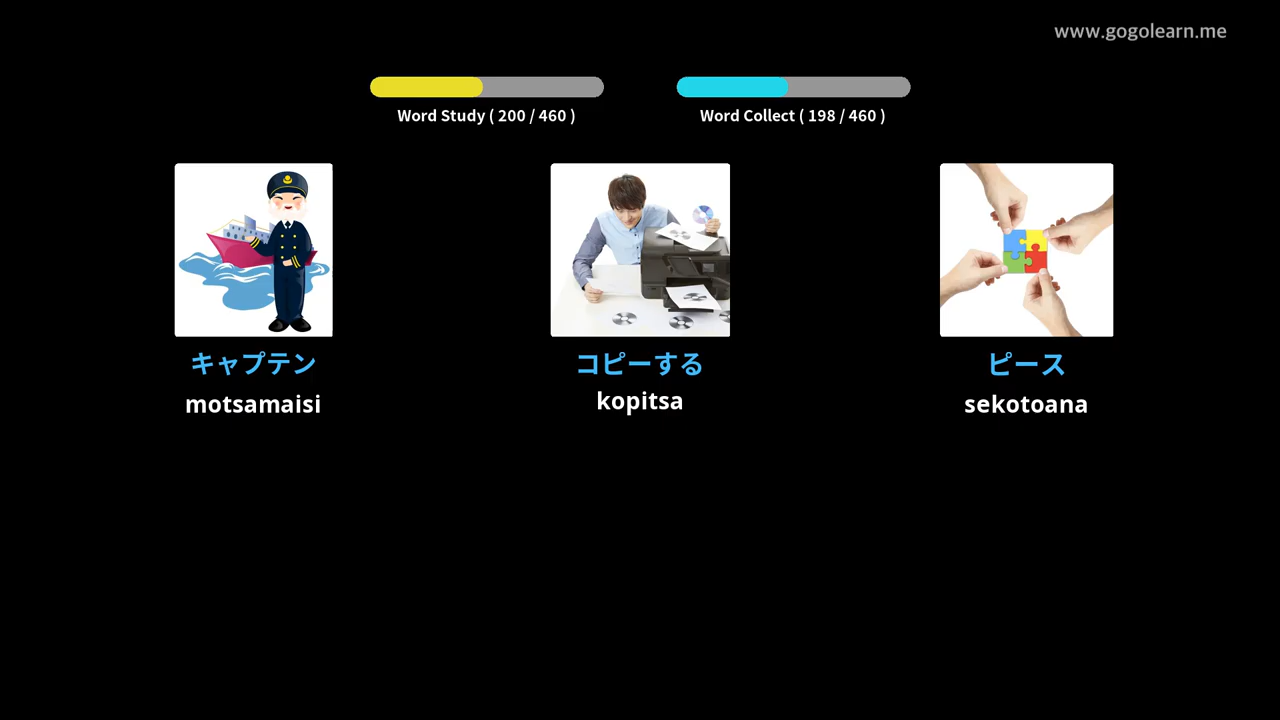 www.gogolearn.me
Word Study ( 200 / 460 )
Word Collect ( 198 / 460 )
キャプテン
motsamaisi
コピーする
kopitsa
ピース
sekotoana